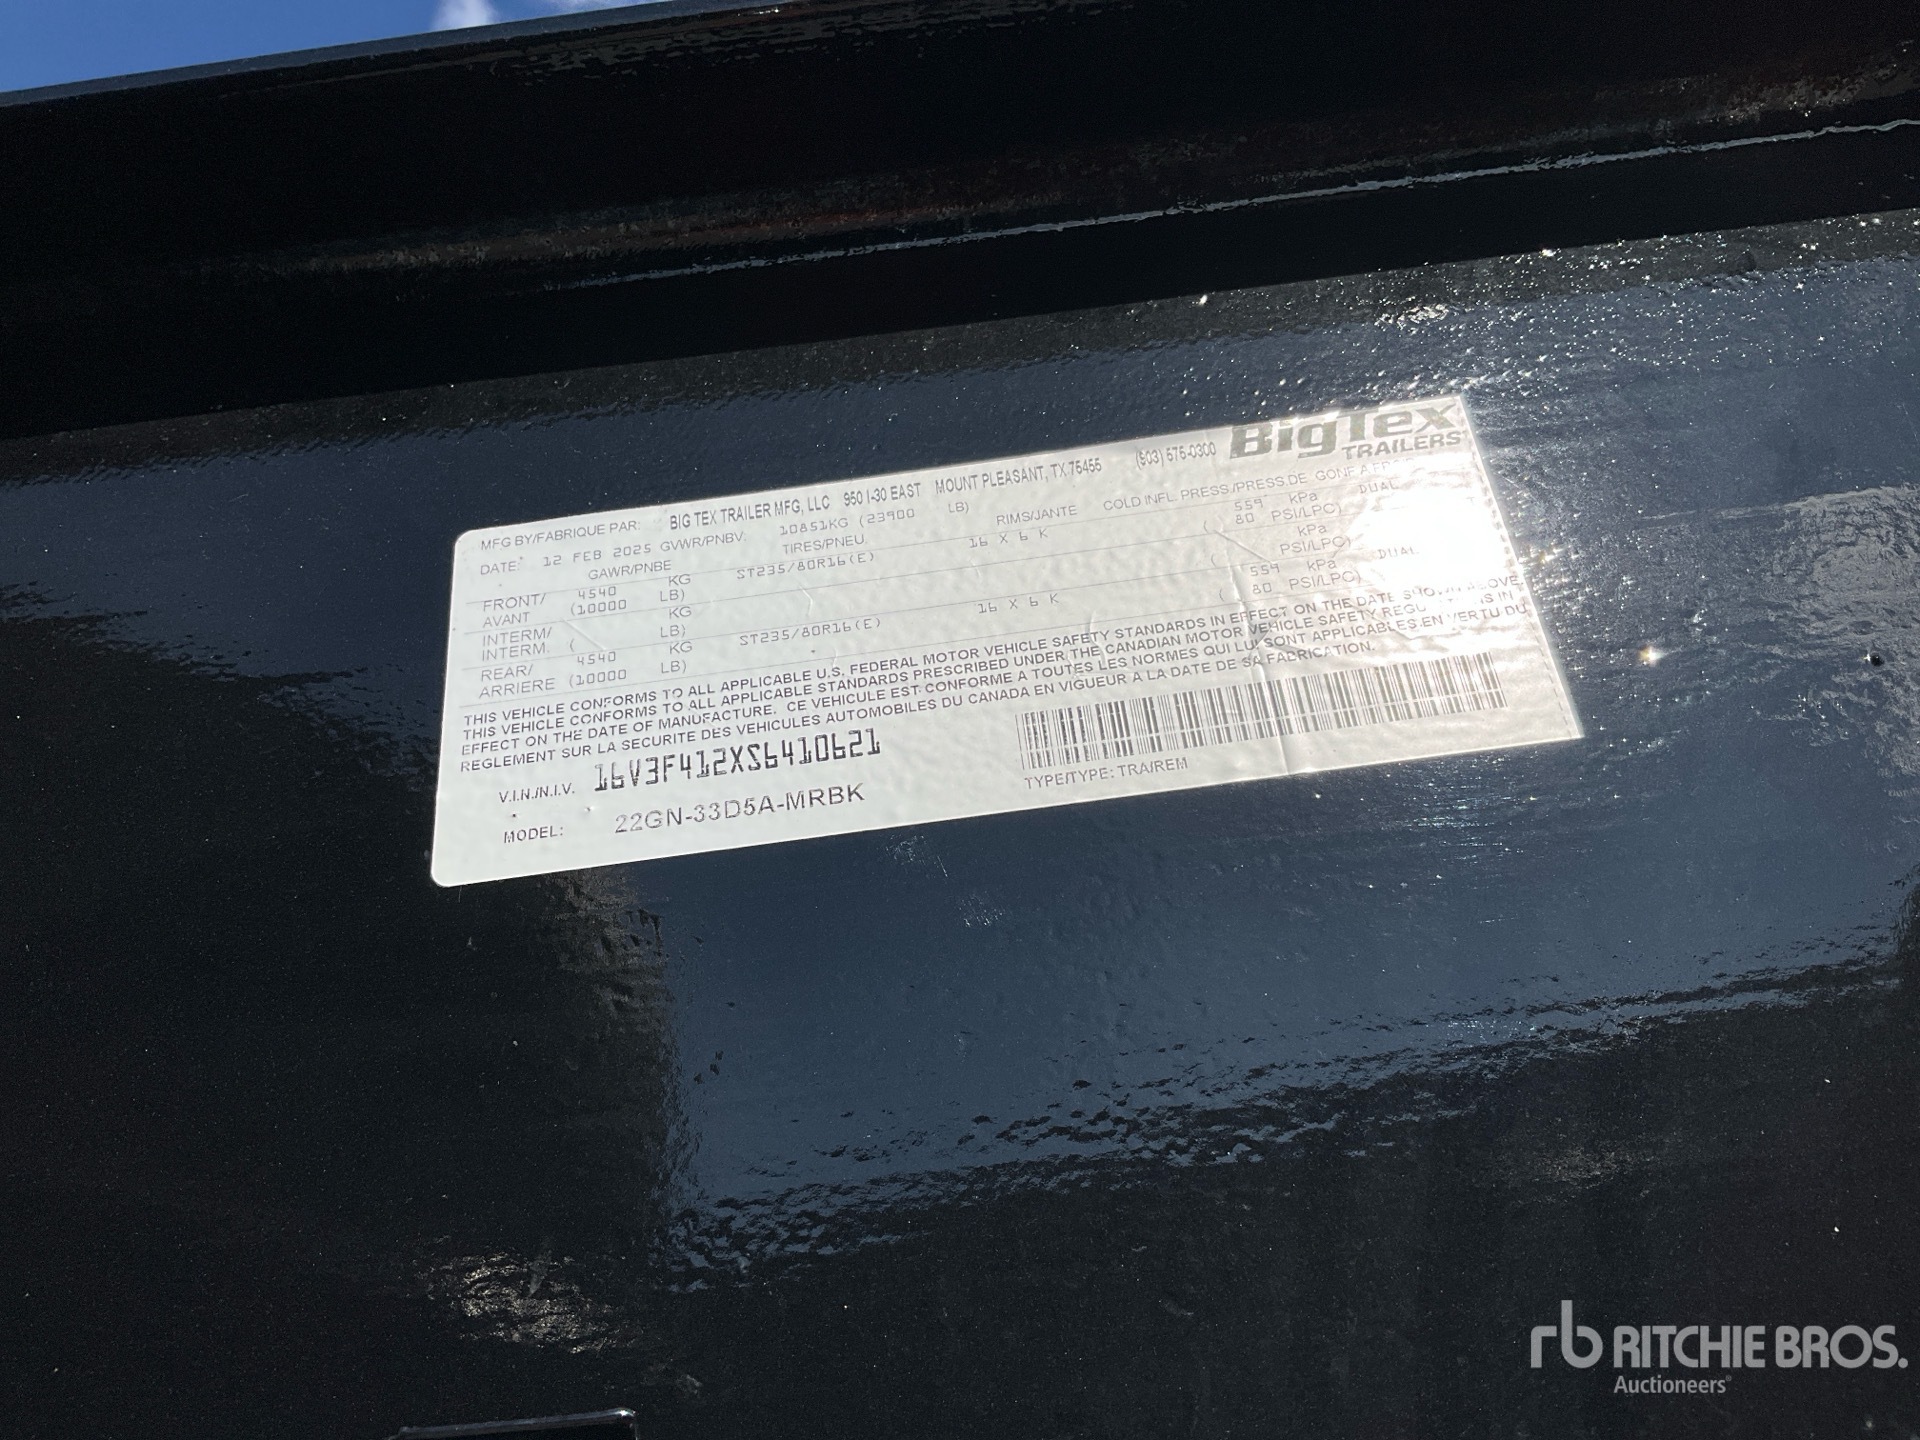 BigTex
TRAILERS
MFG BY/FABRIQUE PAR: BIG TEX TRAILER MFG, LLC 950 I-30 EAST MOUNT PLEASANT, TX.75455 (903) 575-0300
DATE: 12 FEB 2025 GVWR/PNBV: 10851KG (23900 LB)
GAWR/PNBE TIRES/PNEU. RIMS/JANTE COLD INFL. PRESS./PRESS.DE GONF. A
FRONT/ 4540 KG ST235/80R16(E) 16 X 6 K 559 kPa DUAL
AVANT (10000 LB) ( 80 PSI/LPC)
INTERM/ KG kPa
INTERM. ( LB) ( PSI/LPC)
REAR/ 4540 KG ST235/80R16(E) 16 X 6 K 559 kPa DUAL
ARRIERE (10000 LB) ( 80 PSI/LPC)
THIS VEHICLE CONFORMS TO ALL APPLICABLE U.S. FEDERAL MOTOR VEHICLE SAFETY STANDARDS IN EFFECT ON THE DATE SHOWN ABOVE.
THIS VEHICLE CONFORMS TO ALL APPLICABLE STANDARDS PRESCRIBED UNDER THE CANADIAN MOTOR VEHICLE SAFETY REGULATIONS IN
EFFECT ON THE DATE OF MANUFACTURE. CE VEHICULE EST CONFORME A TOUTES LES NORMES QUI LUI SONT APPLICABLES EN VERTU DU
REGLEMENT SUR LA SECURITE DES VEHICULES AUTOMOBILES DU CANADA EN VIGUEUR A LA DATE DE SA FABRICATION.
V.I.N./N.I.V. 16V3F412XS6410621
TYPE/TYPE: TRA/REM
MODEL: 22GN-33D5A-MRBK
rb RITCHIE BROS.
Auctioneers